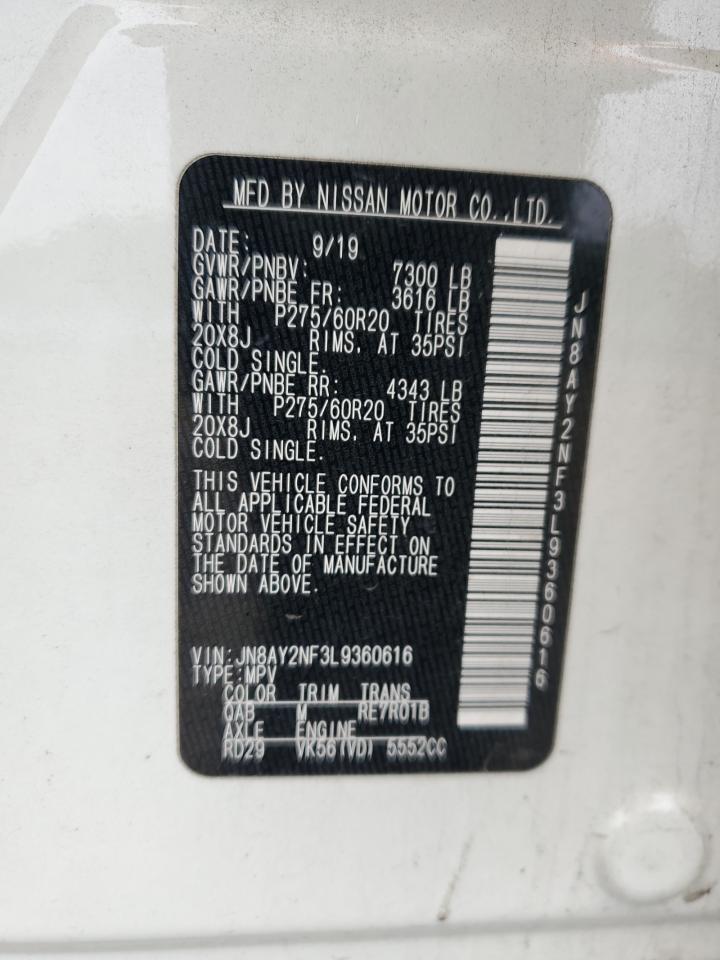 MFD BY NISSAN MOTOR CO.,LTD.
DATE: 9/19
GVWR/PNBV: 7300 LB
GAWR/PNBE FR: 3616 LB
WITH P275/60R20 TIRES
20X8J RIMS, AT 35PSI
COLD SINGLE.
GAWR/PNBE RR: 4343 LB
WITH P275/60R20 TIRES
20X8J RIMS, AT 35PSI
COLD SINGLE.
THIS VEHICLE CONFORMS TO
ALL APPLICABLE FEDERAL
MOTOR VEHICLE SAFETY
STANDARDS IN EFFECT ON
THE DATE OF MANUFACTURE
SHOWN ABOVE.
VIN:JN8AY2NF3L9360616
TYPE:MPV
COLOR TRIM TRANS
QAB M RE7R01B
AXLE ENGINE
RD29 VK56(VD) 5552CC
JN8AY2NF3L9360616